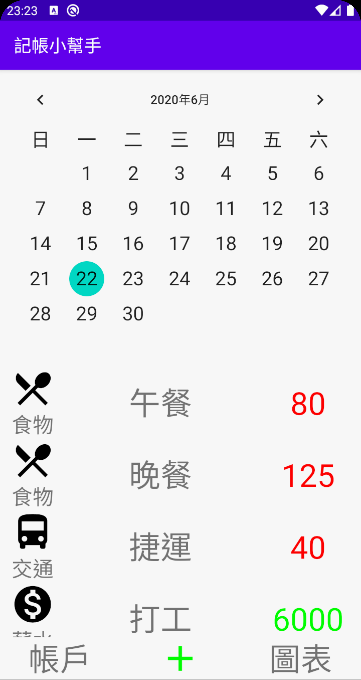 23:23
記帳小幫手
2020年6月
日 一 二 三 四 五 六
1 2 3 4 5 6
7 8 9 10 11 12 13
14 15 16 17 18 19 20
21 22 23 24 25 26 27
28 29 30
午餐 80
食物
晚餐 125
食物
捷運 40
交通
打工 6000
薪水
帳戶 + 圖表